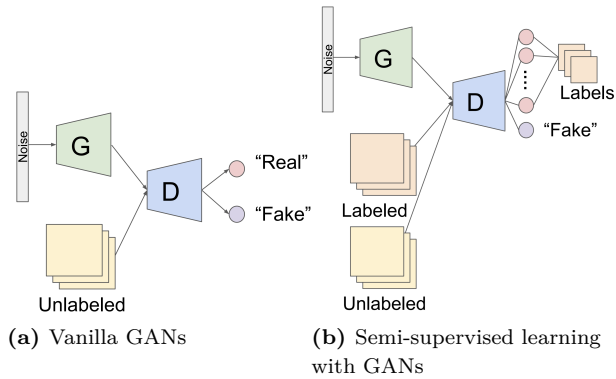 Noise
G
D
"Real"
"Fake"
Unlabeled
(a) Vanilla GANs
Noise
G
D
Labels
"Fake"
Labeled
Unlabeled
(b) Semi-supervised learning
with GANs